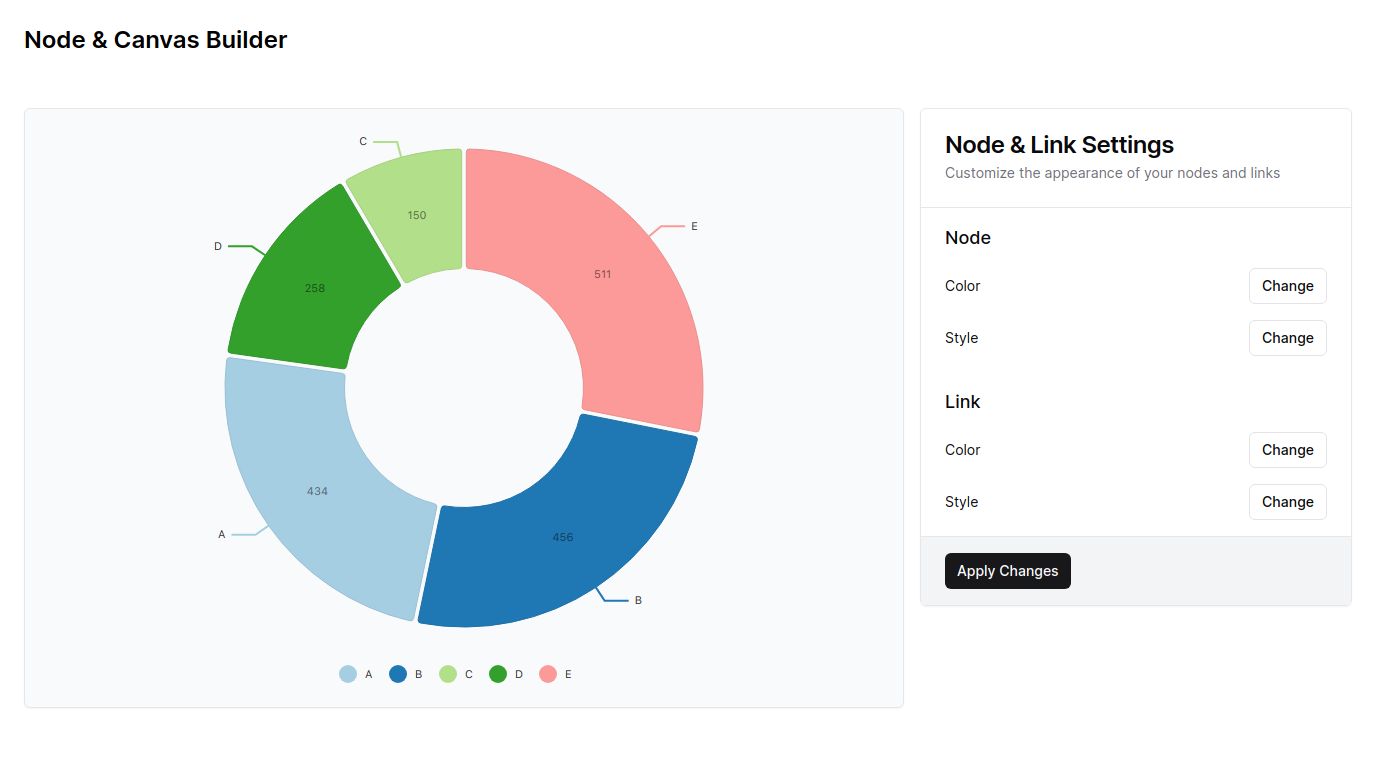 Node & Canvas Builder
C
150
E
511
D
258
434
A
456
B
A
B
C
D
E
Node & Link Settings
Customize the appearance of your nodes and links
Node
Color
Change
Style
Change
Link
Color
Change
Style
Change
Apply Changes